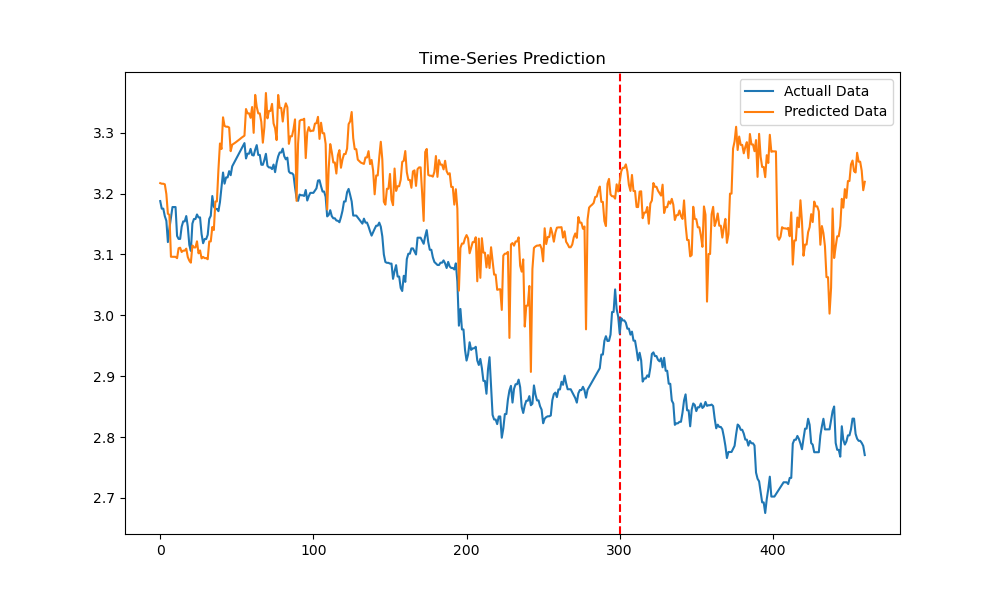 Time-Series Prediction
Actuall Data
Predicted Data
3.3
3.2
3.1
3.0
2.9
2.8
2.7
0 100 200 300 400